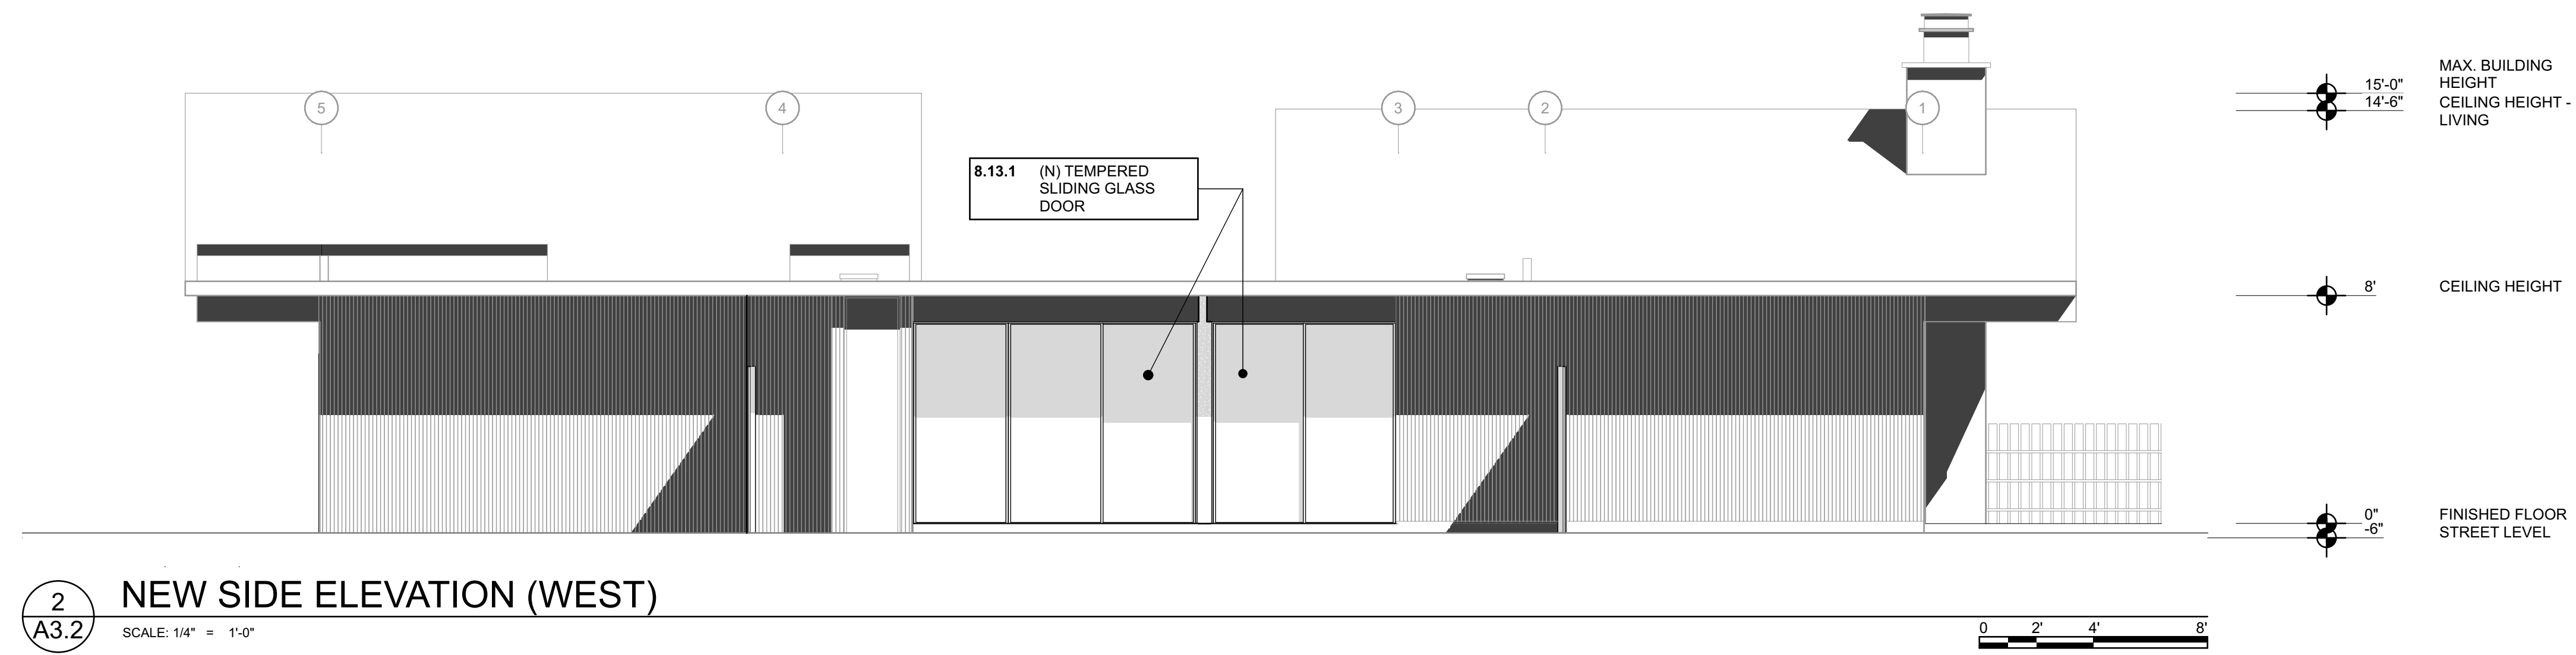 5
4
3
2
1
8.13.1 (N) TEMPERED
SLIDING GLASS
DOOR
15'-0"
MAX. BUILDING
HEIGHT
14'-6"
CEILING HEIGHT -
LIVING
8'
CEILING HEIGHT
0"
FINISHED FLOOR
-6"
STREET LEVEL
2
A3.2
NEW SIDE ELEVATION (WEST)
SCALE: 1/4" = 1'-0"
0 2' 4' 8'